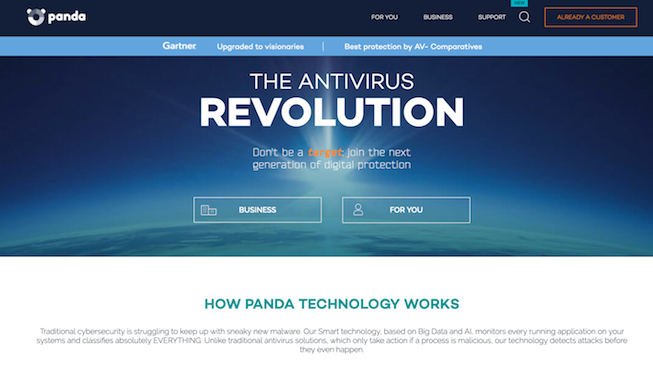 panda
FOR YOU
BUSINESS
SUPPORT
NEW
ALREADY A CUSTOMER
Gartner Upgraded to visionaries
Best protection by AV- Comparatives
THE ANTIVIRUS
REVOLUTION
Don't be a target: join the next
generation of digital protection
BUSINESS
FOR YOU
HOW PANDA TECHNOLOGY WORKS
Traditional cybersecurity is struggling to keep up with sneaky new malware. Our Smart technology, based on Big Data and AI, monitors every running application on your
systems and classifies absolutely EVERYTHING. Unlike traditional antivirus solutions, which only take action if a process is malicious, our technology detects attacks before
they even happen.